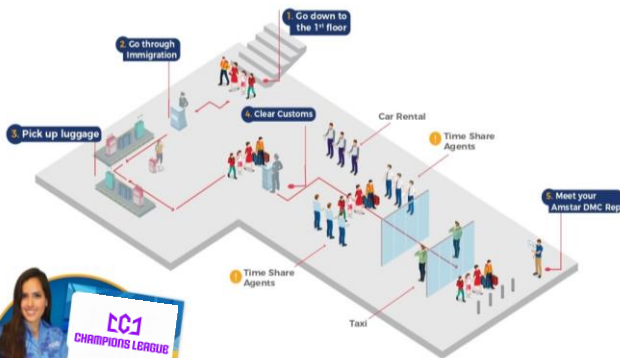 1. Go down to
the 1st floor
2. Go through
Immigration
3. Pick up luggage
4. Clear Customs
Car Rental
! Time Share
Agents
5. Meet your
Amstar DMC Rep
! Time Share
Agents
Taxi
CHAMPIONS LEAGUE